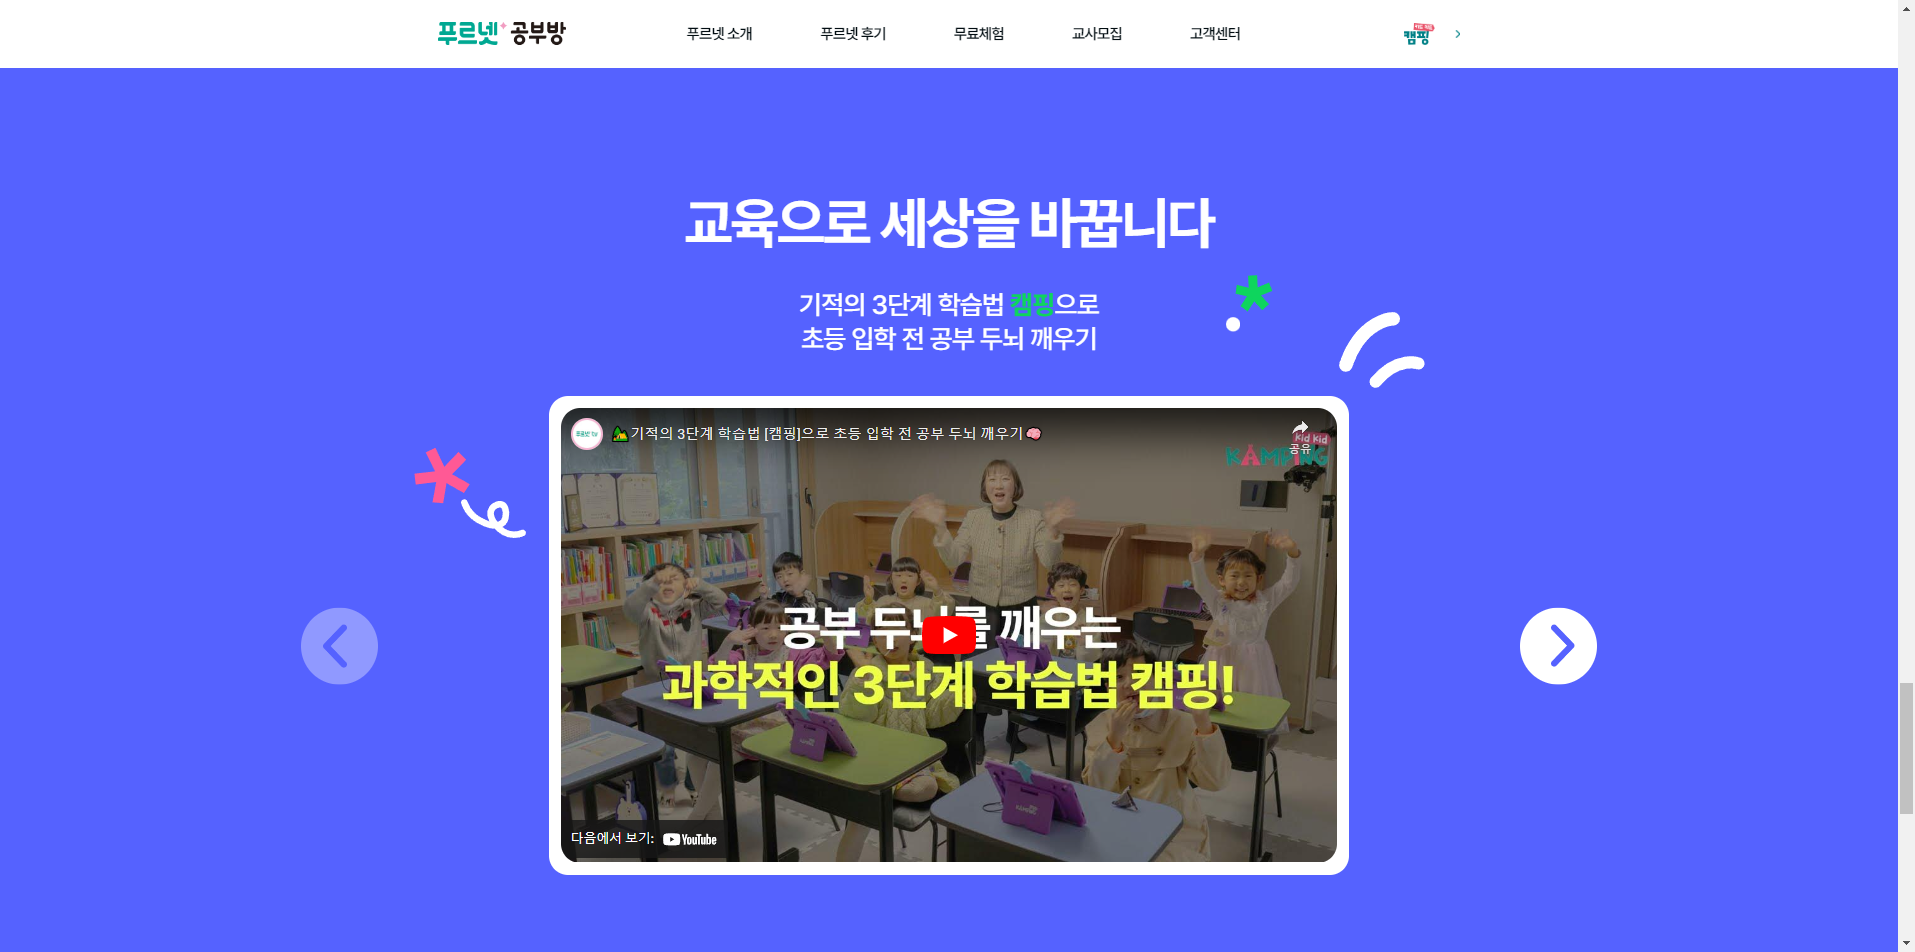 푸르넷 공부방
푸르넷 소개
푸르넷 후기
무료체험
교사모집
고객센터
캠핑
교육으로 세상을 바꿉니다
기적의 3단계 학습법 캠핑으로
초등 입학 전 공부 두뇌 깨우기
🏕️기적의 3단계 학습법 [캠핑]으로 초등 입학 전 공부 두뇌 깨우기🧠
공유
Kid Kid
KAMPING
공부 두뇌를 깨우는
과학적인 3단계 학습법 캠핑!
다음에서 보기: YouTube